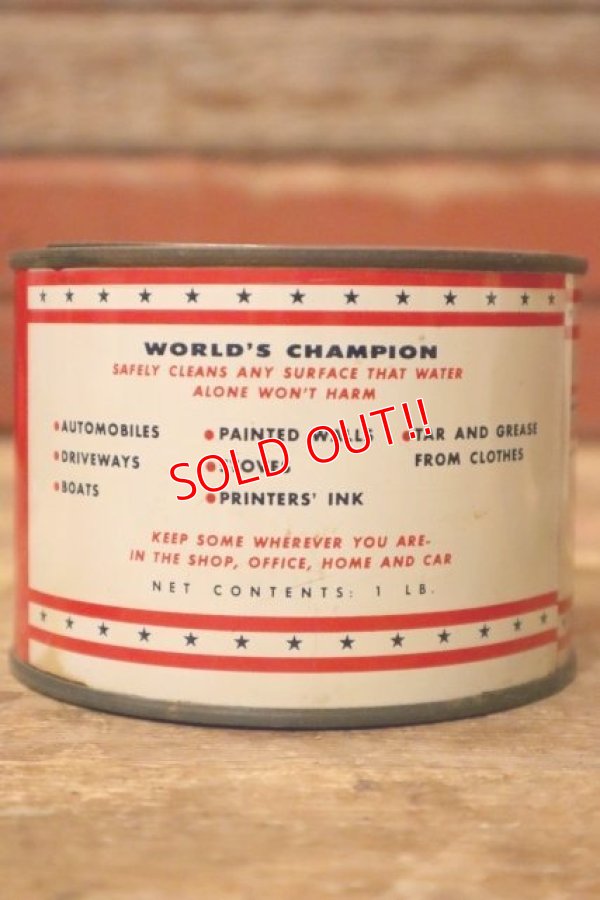 WORLD'S CHAMPION
SAFELY CLEANS ANY SURFACE THAT WATER
ALONE WON'T HARM
•AUTOMOBILES
•DRIVEWAYS
•BOATS
•PAINTED WALLS
•STOVES
•PRINTERS' INK
•TAR AND GREASE
FROM CLOTHES
SOLD OUT!!
KEEP SOME WHEREVER YOU ARE-
IN THE SHOP, OFFICE, HOME AND CAR
NET CONTENTS: 1 LB.